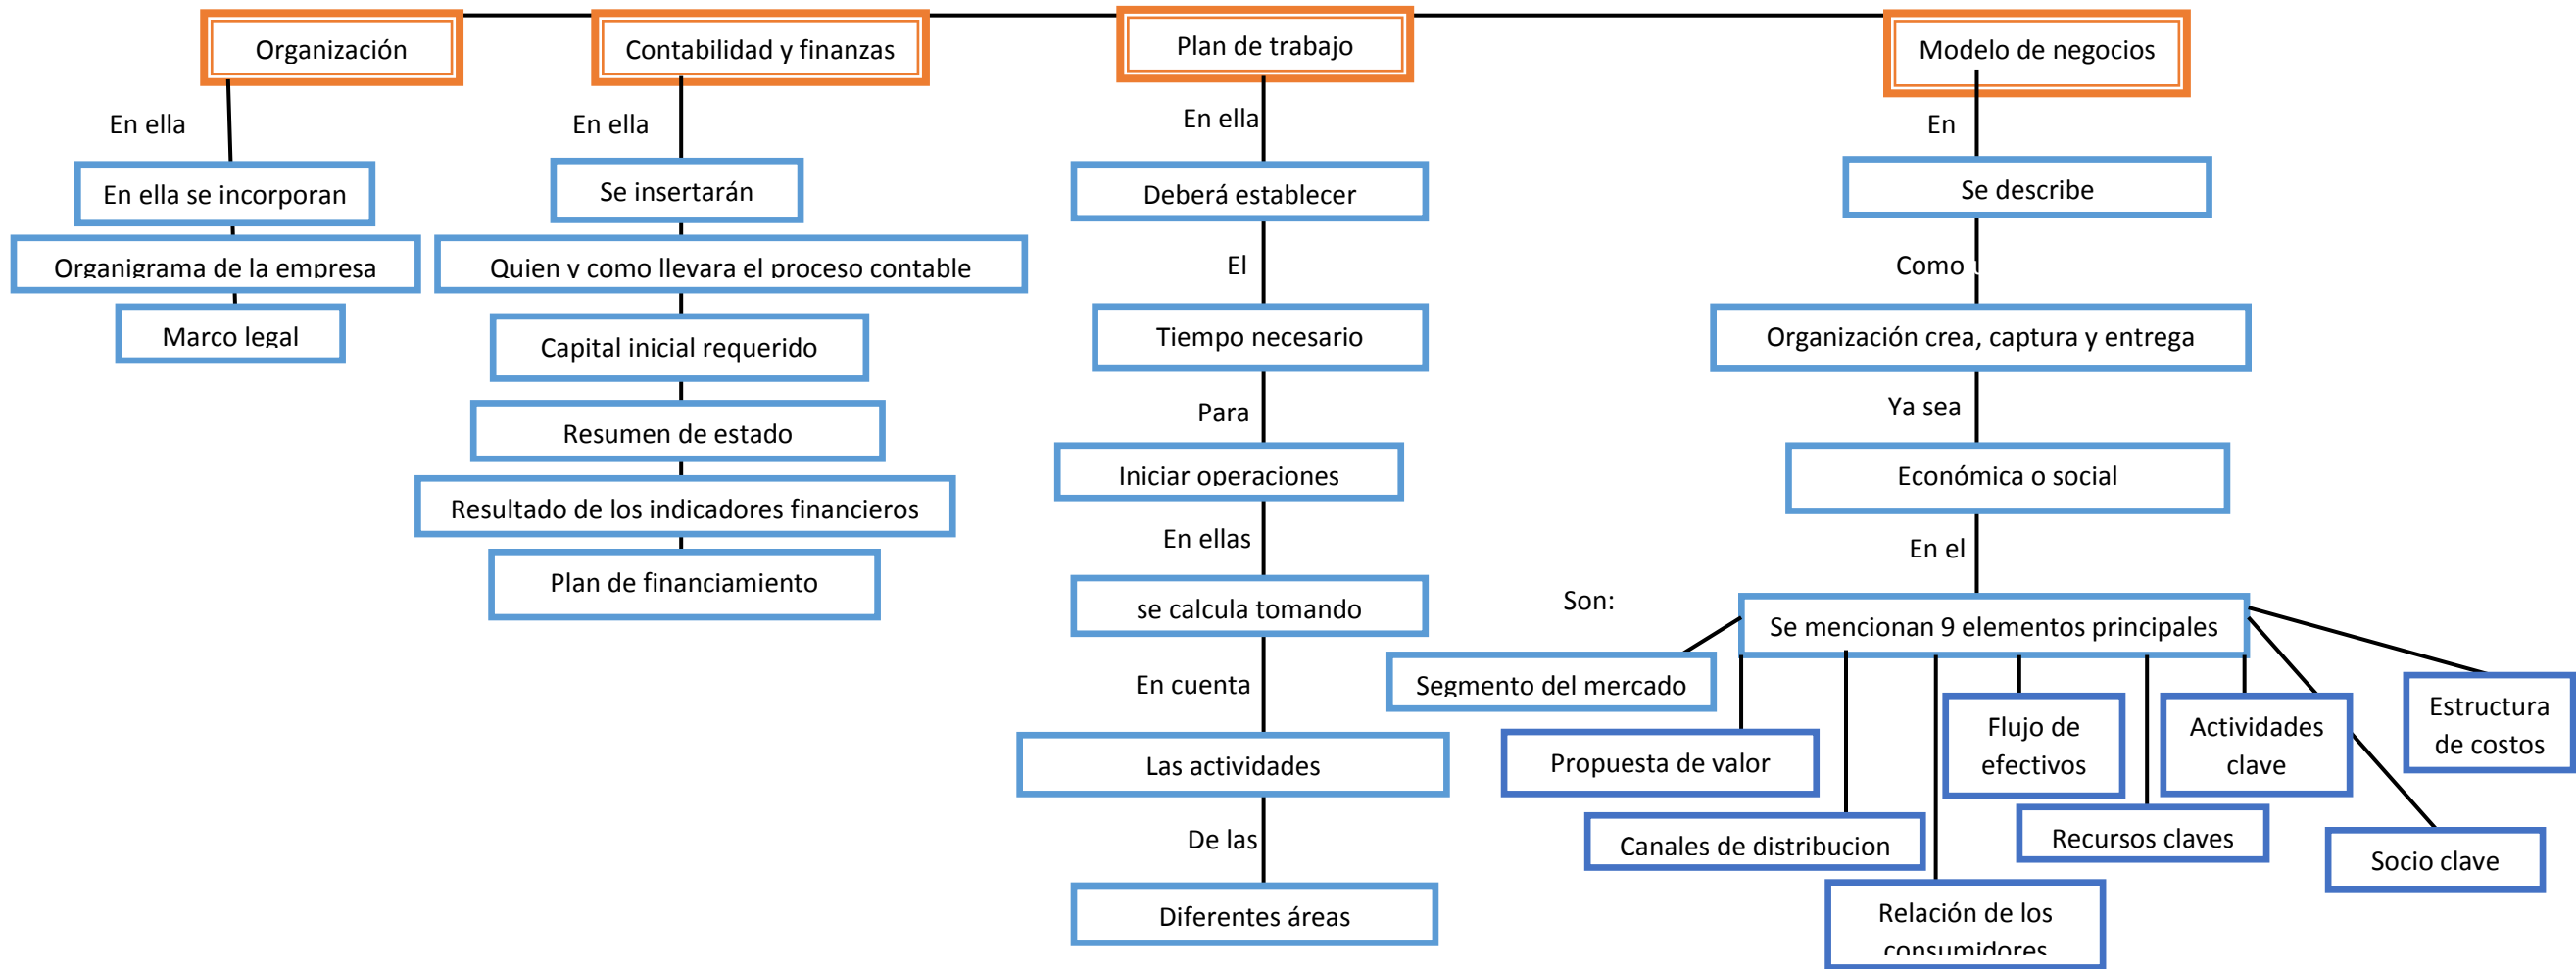 Organización
Contabilidad y finanzas
Plan de trabajo
Modelo de negocios
En ella
En ella
En ella
En
En ella se incorporan
Se insertarán
Deberá establecer
Se describe
Organigrama de la empresa
Quien y como llevara el proceso contable
El
Como
Marco legal
Capital inicial requerido
Tiempo necesario
Organización crea, captura y entrega
Para
Ya sea
Resumen de estado
Iniciar operaciones
Económica o social
Resultado de los indicadores financieros
En ellas
En el
Plan de financiamiento
se calcula tomando
Son:
Se mencionan 9 elementos principales
En cuenta
Segmento del mercado
Las actividades
Propuesta de valor
Flujo de
efectivos
Actividades
clave
Estructura
de costos
De las
Canales de distribucion
Recursos claves
Socio clave
Diferentes áreas
Relación de los
consumidores